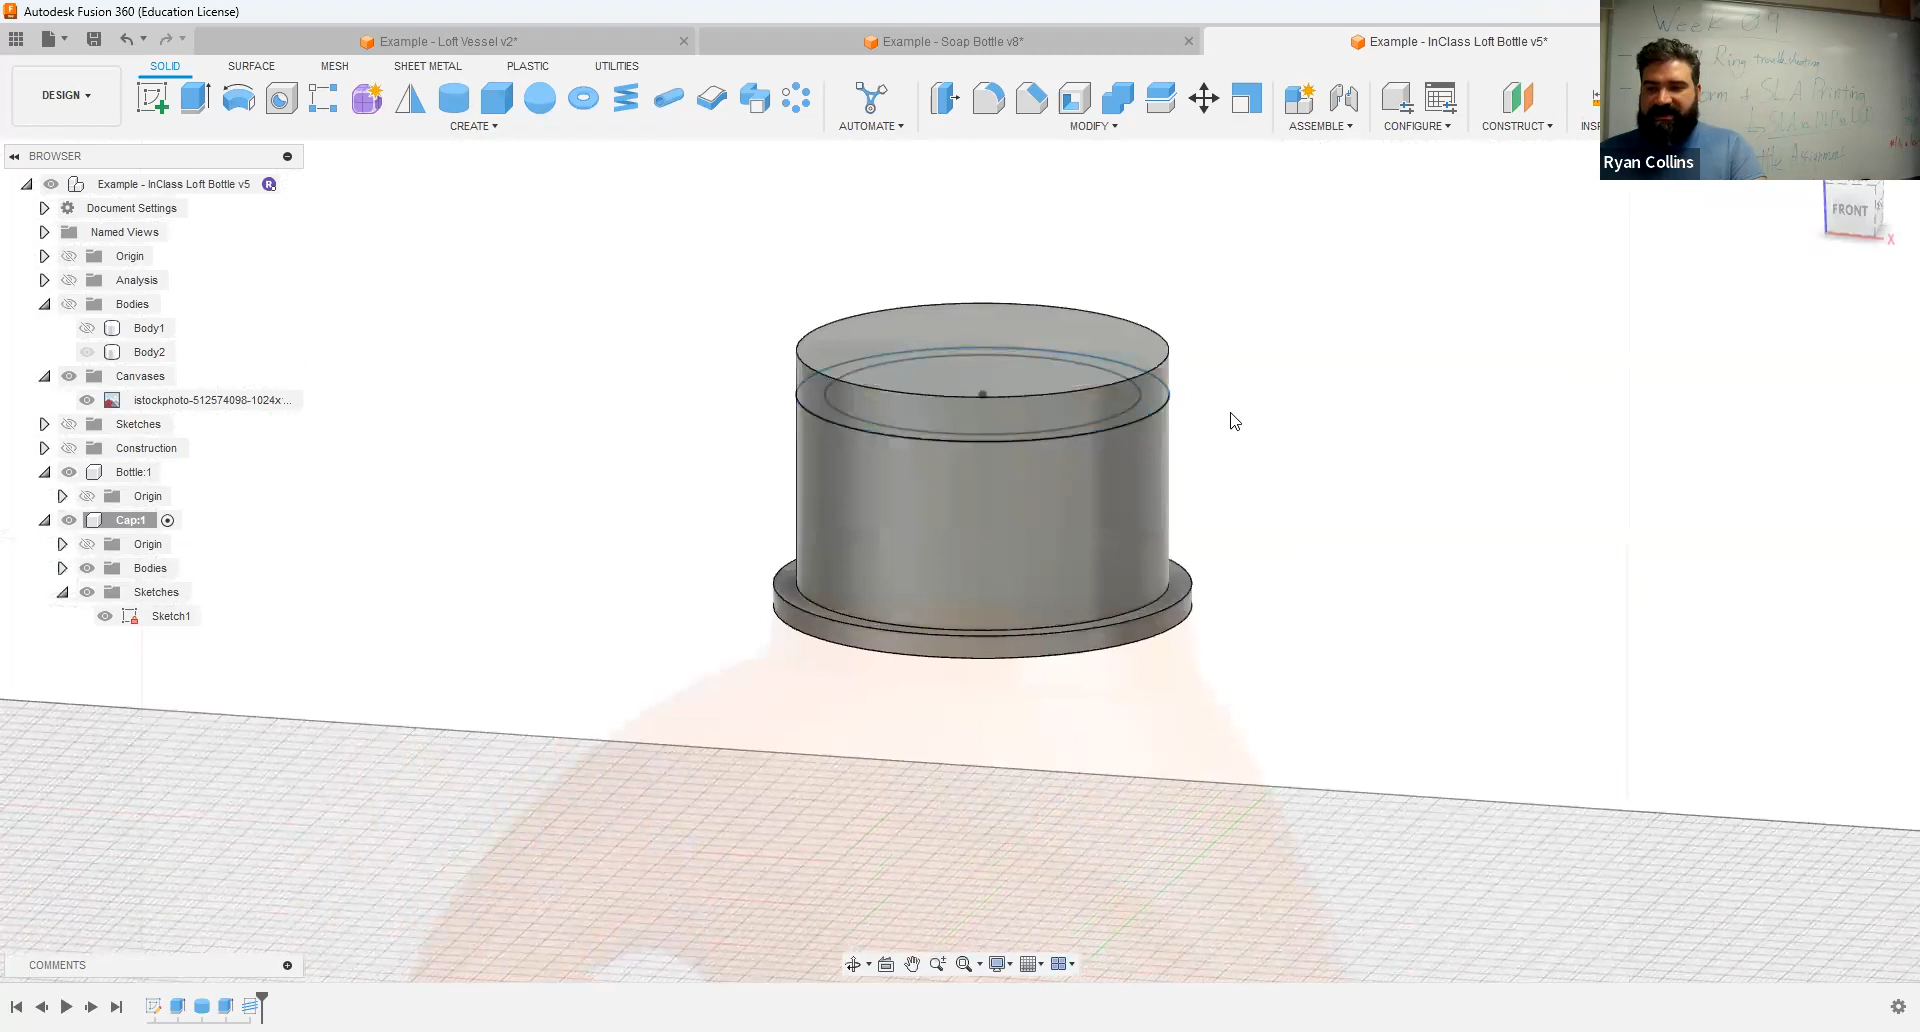 Autodesk Fusion 360 (Education License)
Example - Loft Vessel v2*
Example - Soap Bottle v8*
Example - InClass Loft Bottle v5*
SOLID
SURFACE
MESH
SHEET METAL
PLASTIC
UTILITIES
DESIGN
CREATE
AUTOMATE
MODIFY
ASSEMBLE
CONFIGURE
CONSTRUCT
INS
Week 09
Ring troubleshooting
SLA Printing
Ryan Collins
FRONT
X
BROWSER
Example - InClass Loft Bottle v5
R
Document Settings
Named Views
Origin
Analysis
Bodies
Body1
Body2
Canvases
istockphoto-512574098-1024x...
Sketches
Construction
Bottle:1
Origin
Cap:1
Origin
Bodies
Sketches
Sketch1
COMMENTS